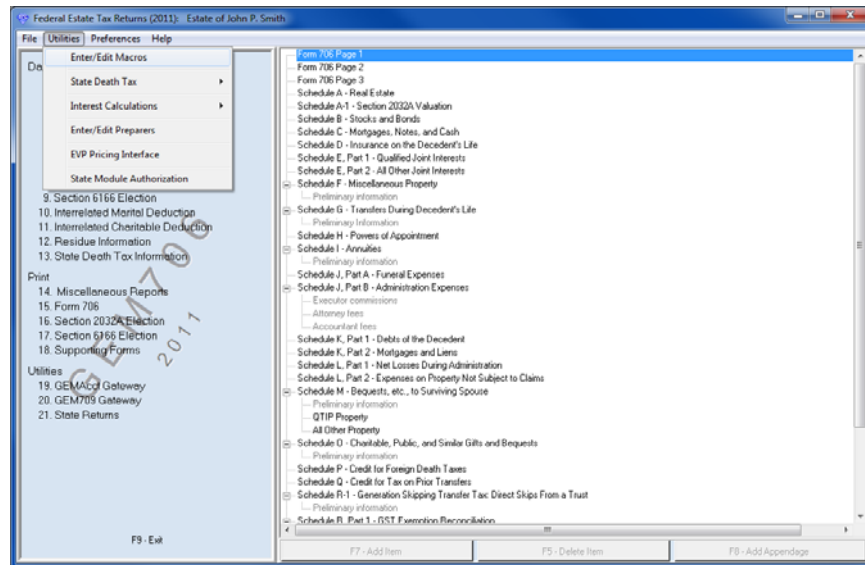 Federal Estate Tax Returns (2011): Estate of John P. Smith
File Utilities Preferences Help
Enter/Edit Macros
State Death Tax
Interest Calculations
Enter/Edit Preparers
EVP Pricing Interface
State Module Authorization
Da
9. Section 6166 Election
10. Interrelated Marital Deduction
11. Interrelated Charitable Deduction
12. Residue Information
13. State Death Tax Information
Print
14. Miscellaneous Reports
15. Form 706
16. Section 2032A Election
17. Section 6166 Election
18. Supporting Forms
Utilities
19. GEMAcct Gateway
20. GEM709 Gateway
21. State Returns
GEM706
2011
F9 - Exit
Form 706 Page 1
Form 706 Page 2
Form 706 Page 3
Schedule A - Real Estate
Schedule A-1 - Section 2032A Valuation
Schedule B - Stocks and Bonds
Schedule C - Mortgages, Notes, and Cash
Schedule D - Insurance on the Decedent's Life
Schedule E, Part 1 - Qualified Joint Interests
Schedule E, Part 2 - All Other Joint Interests
Schedule F - Miscellaneous Property
Preliminary information
Schedule G - Transfers During Decedent's Life
Preliminary Information
Schedule H - Powers of Appointment
Schedule I - Annuities
Preliminary information
Schedule J, Part A - Funeral Expenses
Schedule J, Part B - Administration Expenses
Executor commissions
Attorney fees
Accountant fees
Schedule K, Part 1 - Debts of the Decedent
Schedule K, Part 2 - Mortgages and Liens
Schedule L, Part 1 - Net Losses During Administration
Schedule L, Part 2 - Expenses on Property Not Subject to Claims
Schedule M - Bequests, etc., to Surviving Spouse
Preliminary information
QTIP Property
All Other Property
Schedule O - Charitable, Public, and Similar Gifts and Bequests
Preliminary information
Schedule P - Credit for Foreign Death Taxes
Schedule Q - Credit for Tax on Prior Transfers
Schedule R-1 - Generation Skipping Transfer Tax: Direct Skips From a Trust
Preliminary information
Schedule R, Part 1 - GST Exemption Reconciliation
F7 - Add Item F5 - Delete Item F8 - Add Appendage